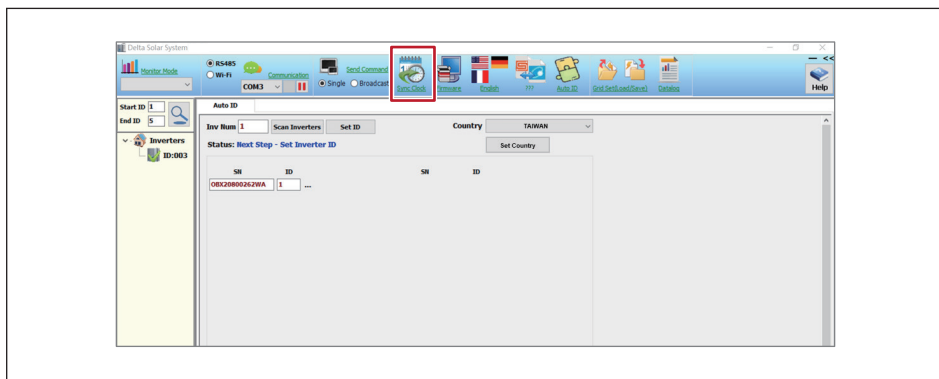 Delta Solar System
Monitor Mode
RS485
Wi-Fi
COM3
Communication
Send Command
Single Broadcast
Sync Clock
Firmware
English
???
Auto ID
Grid Set(Load/Save)
Datalog
<<
Help
Start ID 1
End ID 5
Inverters
ID:003
Auto ID
Inv Num 1 Scan Inverters Set ID Country TAIWAN
Status: Next Step - Set Inverter ID Set Country
SN ID SN ID
OBX20800262WA 1 ...